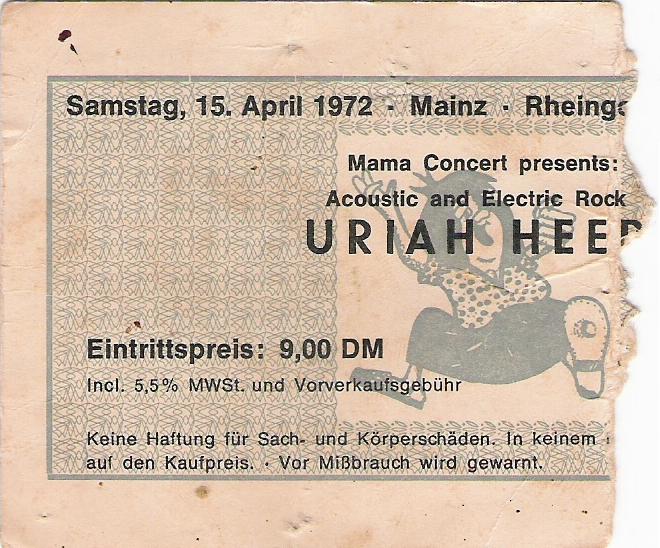 Samstag, 15. April 1972 - Mainz · Rheingo
Mama Concert presents:
Acoustic and Electric Rock
URIAH HEEP
Eintrittspreis: 9,00 DM
Incl. 5,5% MWSt. und Vorverkaufsgebühr
Keine Haftung für Sach- und Körperschäden. In keinem
auf den Kaufpreis. · Vor Mißbrauch wird gewarnt.